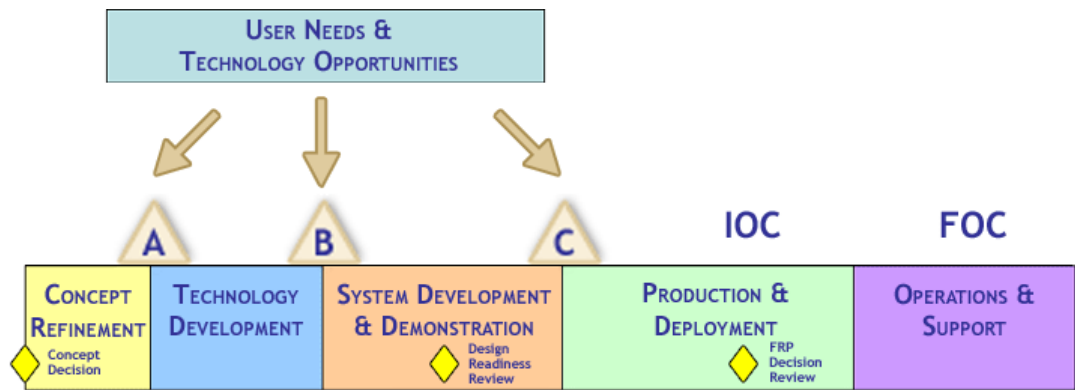 USER NEEDS &
TECHNOLOGY OPPORTUNITIES
A
B
C
IOC
FOC
CONCEPT
REFINEMENT
Concept
Decision
TECHNOLOGY
DEVELOPMENT
SYSTEM DEVELOPMENT
& DEMONSTRATION
Design
Readiness
Review
PRODUCTION &
DEPLOYMENT
FRP
Decision
Review
OPERATIONS &
SUPPORT